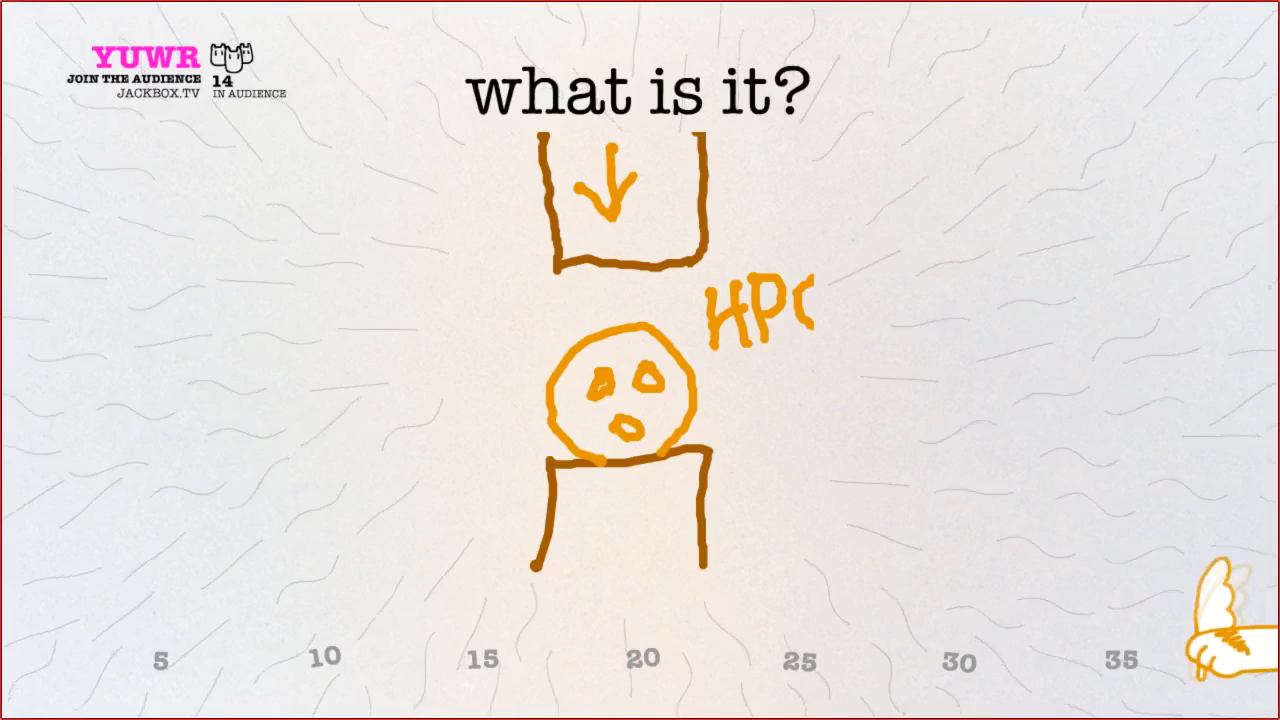 YUWR
JOIN THE AUDIENCE 14
JACKBOX.TV IN AUDIENCE
what is it?
HPC
5 10 15 20 25 30 35